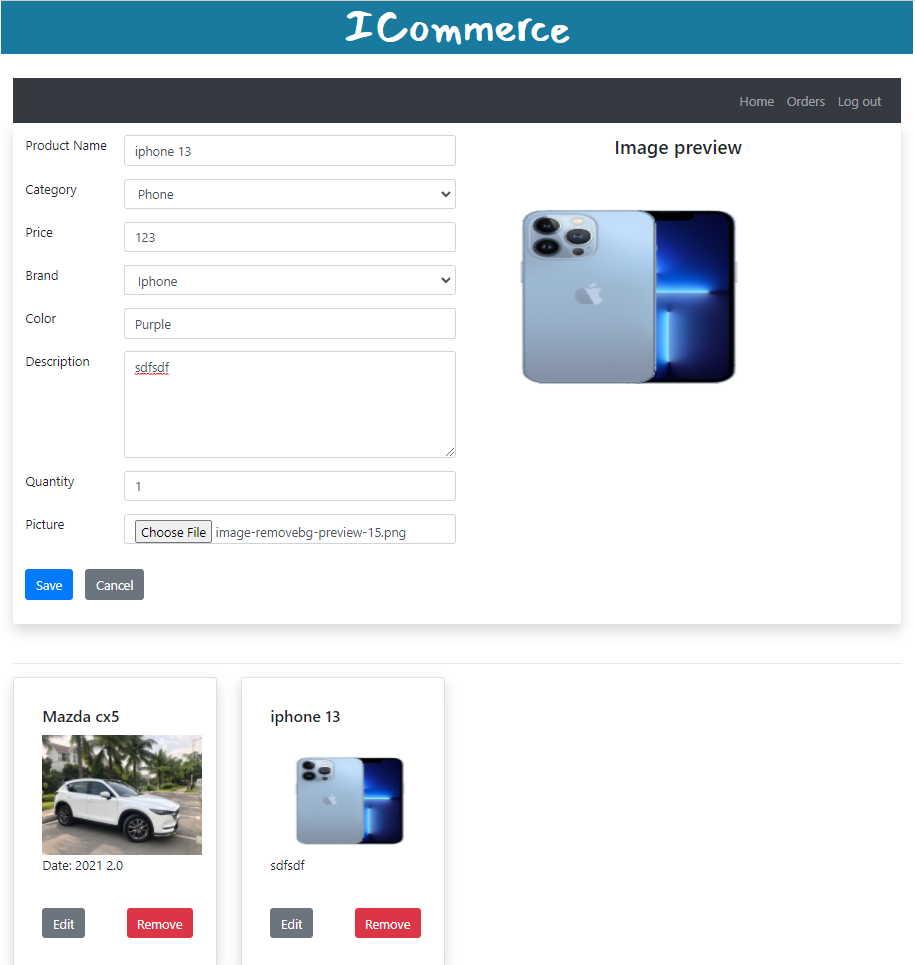 ICommerce
Home Orders Log out
Product Name iphone 13
Category Phone
Price 123
Brand Iphone
Color Purple
Description sdfsdf
Quantity 1
Picture Choose File image-removebg-preview-15.png
Save Cancel
Image preview
Mazda cx5
Date: 2021 2.0
Edit Remove
iphone 13
sdfsdf
Edit Remove